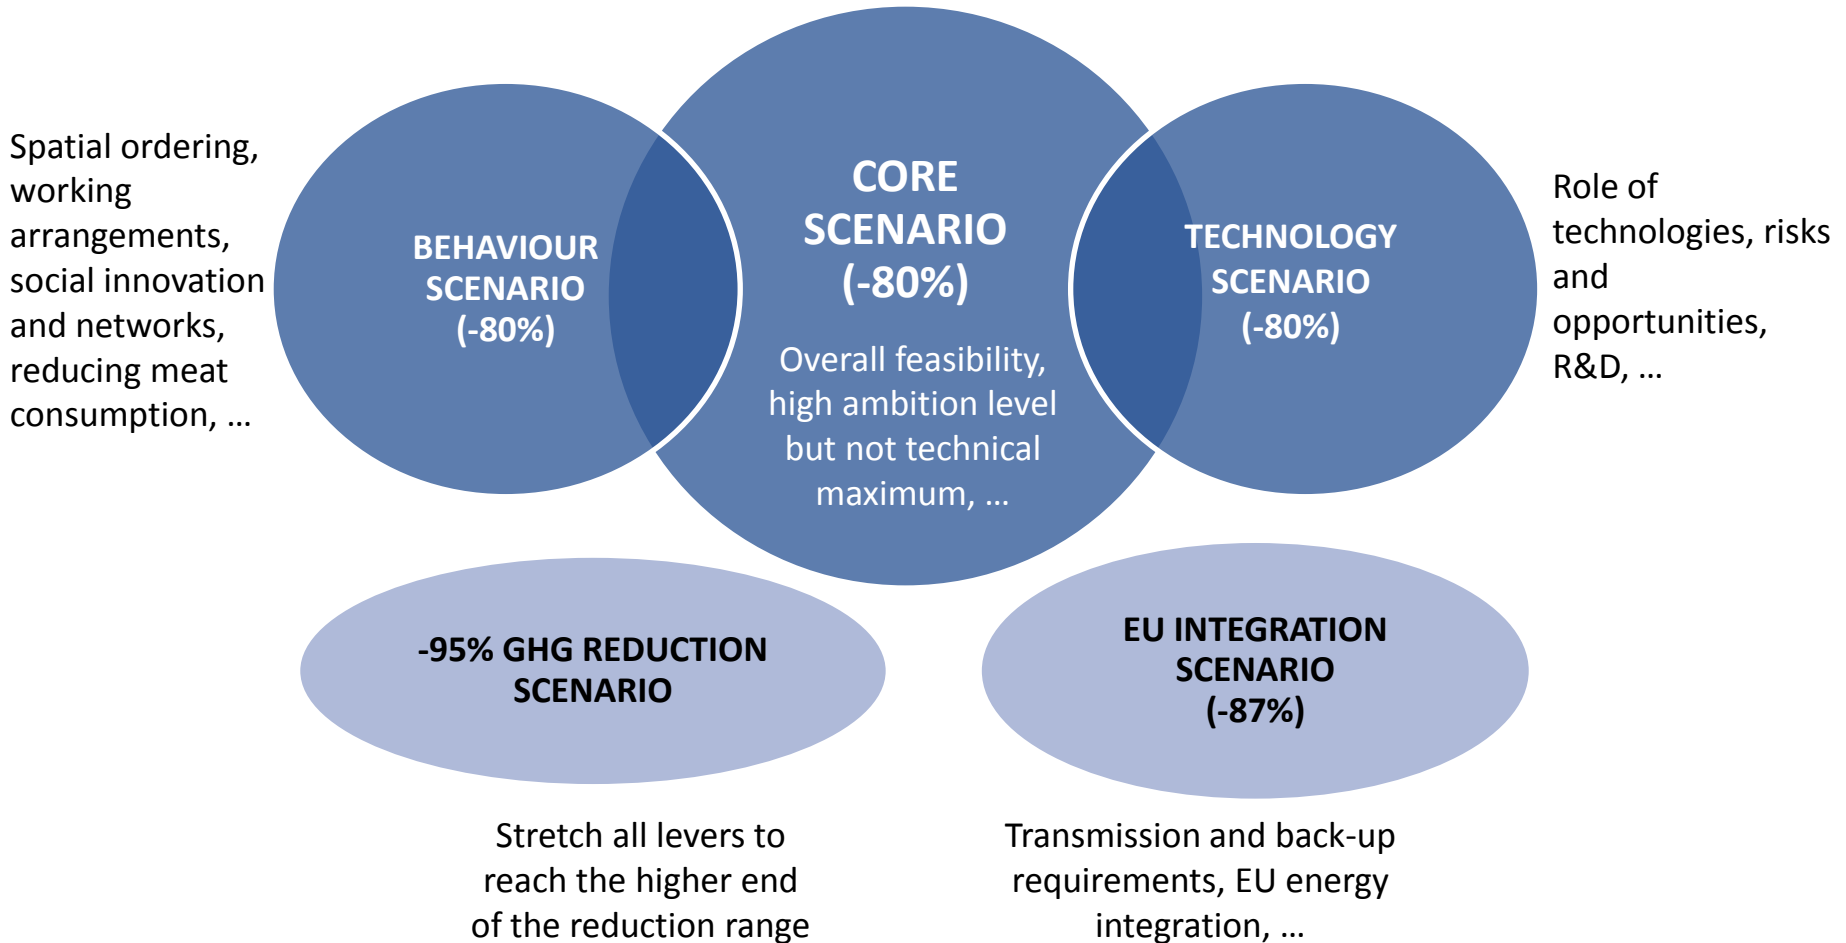 Spatial ordering,
working
arrangements,
social innovation
and networks,
reducing meat
consumption, ...
BEHAVIOUR
SCENARIO
(-80%)
CORE
SCENARIO
(-80%)
Overall feasibility,
high ambition level
but not technical
maximum, ...
TECHNOLOGY
SCENARIO
(-80%)
Role of
technologies, risks
and
opportunities,
R&D, ...
-95% GHG REDUCTION
SCENARIO
EU INTEGRATION
SCENARIO
(-87%)
Stretch all levers to
reach the higher end
of the reduction range
Transmission and back-up
requirements, EU energy
integration, ...